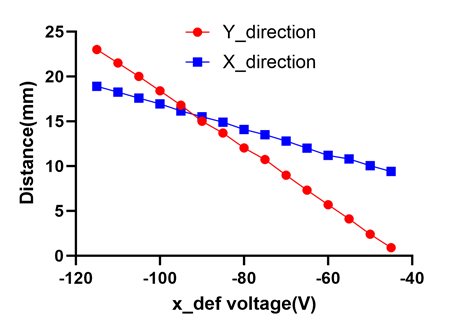 Y_direction
X_direction
25
20
15
10
5
0
Distance(mm)
-120 -100 -80 -60 -40
x_def voltage(V)